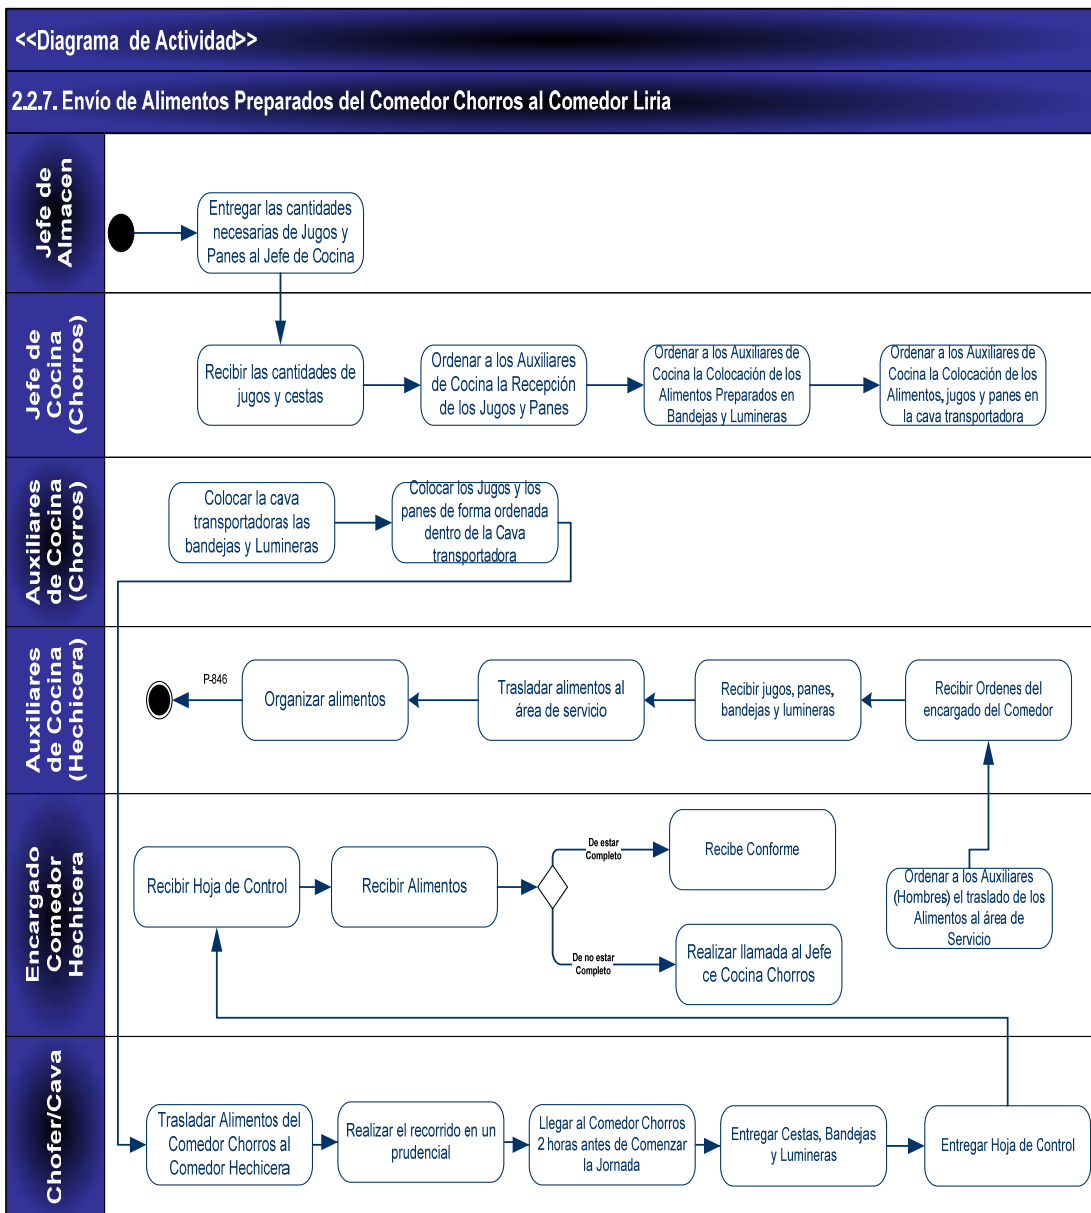 <<Diagrama de Actividad>>
2.2.7. Envío de Alimentos Preparados del Comedor Chorros al Comedor Liria
Jefe de
Almacen
Entregar las cantidades
necesarias de Jugos y
Panes al Jefe de Cocina
Jefe de
Cocina
(Chorros)
Recibir las cantidades de
jugos y cestas
Ordenar a los Auxiliares
de Cocina la Recepción
de los Jugos y Panes
Ordenar a los Auxiliares de
Cocina la Colocación de los
Alimentos Preparados en
Bandejas y Lumineras
Ordenar a los Auxiliares de
Cocina la Colocación de los
Alimentos, jugos y panes en
la cava transportadora
Auxiliares
de Cocina
(Chorros)
Colocar la cava
transportadoras las
bandejas y Lumineras
Colocar los Jugos y los
panes de forma ordenada
dentro de la Cava
transportadora
Auxiliares
de Cocina
(Hechicera)
P-846
Organizar alimentos
Trasladar alimentos al
área de servicio
Recibir jugos, panes,
bandejas y lumineras
Recibir Ordenes del
encargado del Comedor
Encargado
Comedor
Hechicera
Recibir Hoja de Control
Recibir Alimentos
De estar
Completo
Recibe Conforme
De no estar
Completo
Realizar llamada al Jefe
ce Cocina Chorros
Ordenar a los Auxiliares
(Hombres) el traslado de los
Alimentos al área de
Servicio
Chofer/Cava
Trasladar Alimentos del
Comedor Chorros al
Comedor Hechicera
Realizar el recorrido en un
prudencial
Llegar al Comedor Chorros
2 horas antes de Comenzar
la Jornada
Entregar Cestas, Bandejas
y Lumineras
Entregar Hoja de Control